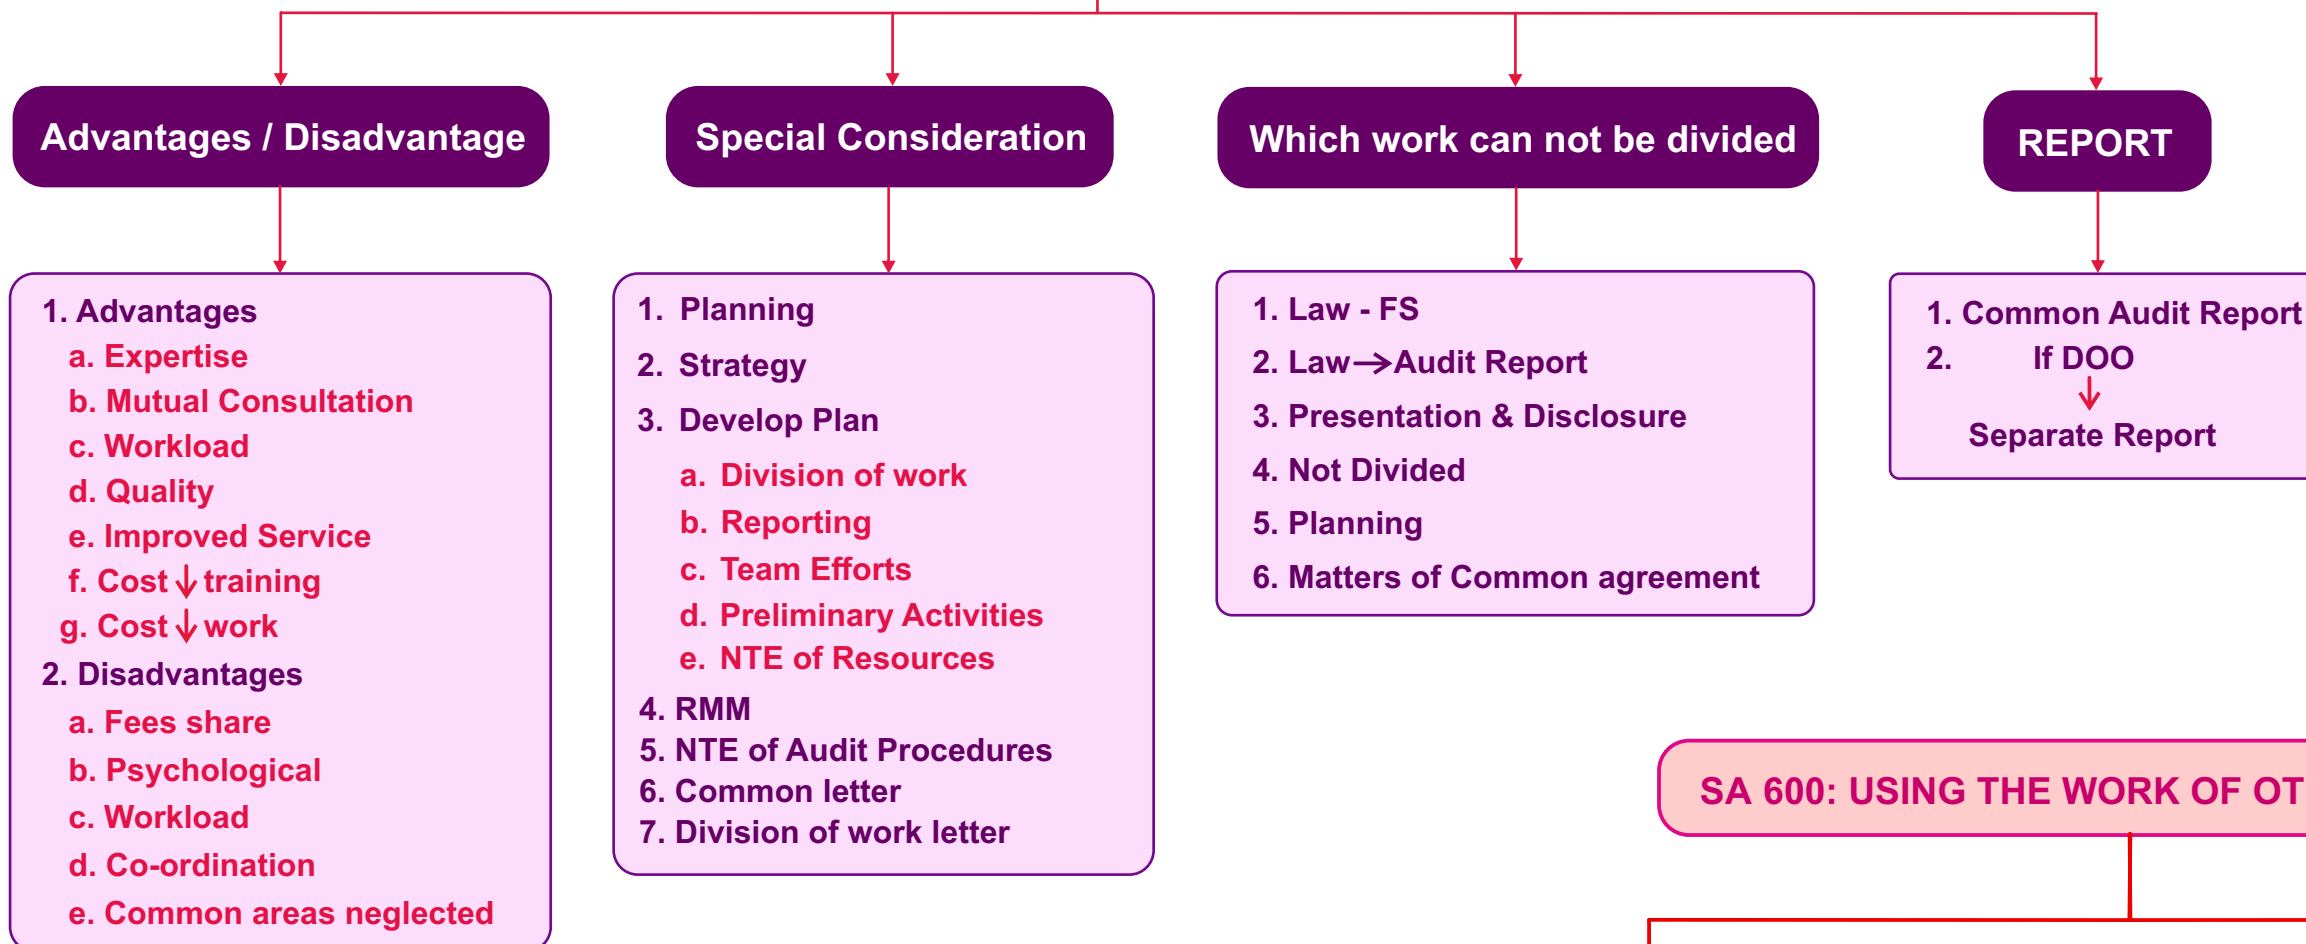 Advantages / Disadvantage
1. Advantages
a. Expertise
b. Mutual Consultation
c. Workload
d. Quality
e. Improved Service
f. Cost ↓ training
g. Cost ↓ work
2. Disadvantages
a. Fees share
b. Psychological
c. Workload
d. Co-ordination
e. Common areas neglected
Special Consideration
1. Planning
2. Strategy
3. Develop Plan
a. Division of work
b. Reporting
c. Team Efforts
d. Preliminary Activities
e. NTE of Resources
4. RMM
5. NTE of Audit Procedures
6. Common letter
7. Division of work letter
Which work can not be divided
1. Law - FS
2. Law→Audit Report
3. Presentation & Disclosure
4. Not Divided
5. Planning
6. Matters of Common agreement
REPORT
1. Common Audit Report
2. If DOO
↓
Separate Report
SA 600: USING THE WORK OF OT